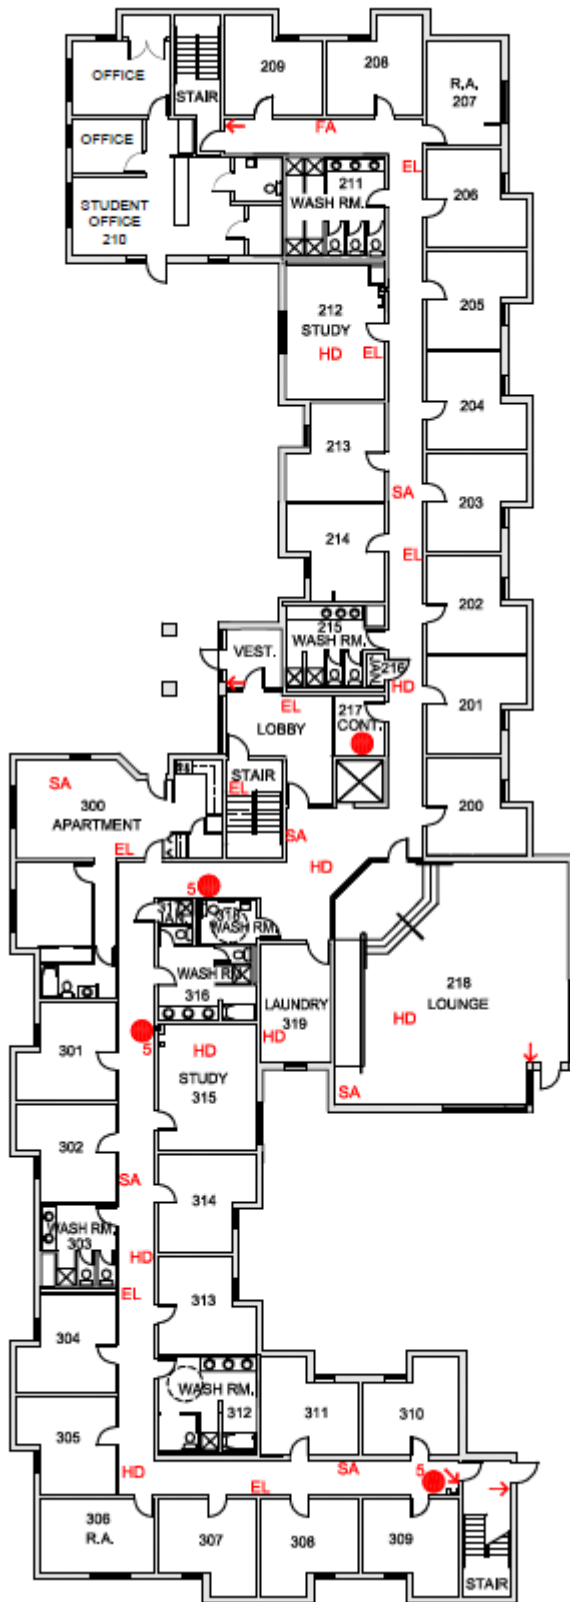 OFFICE
STAIR
209
208
R.A.
207
FA
OFFICE
EL
211
WASH RM.
206
STUDENT
OFFICE
210
205
212
STUDY
HD
EL
204
213
SA
203
214
EL
202
215
WASH RM.
216
JAN.
VEST.
HD
201
EL
217
CONT.
LOBBY
STAIR
EL
200
SA
300
APARTMENT
SA
EL
HD
5
317
JAN.
318
WASH RM.
WASH RM.
316
218
LOUNGE
LAUNDRY
319
HD
HD
301
5
HD
STUDY
315
SA
302
SA
314
WASH RM.
303
HD
EL
313
304
WASH RM.
312
311
310
305
HD
SA
5
EL
306
R.A.
307
308
309
STAIR